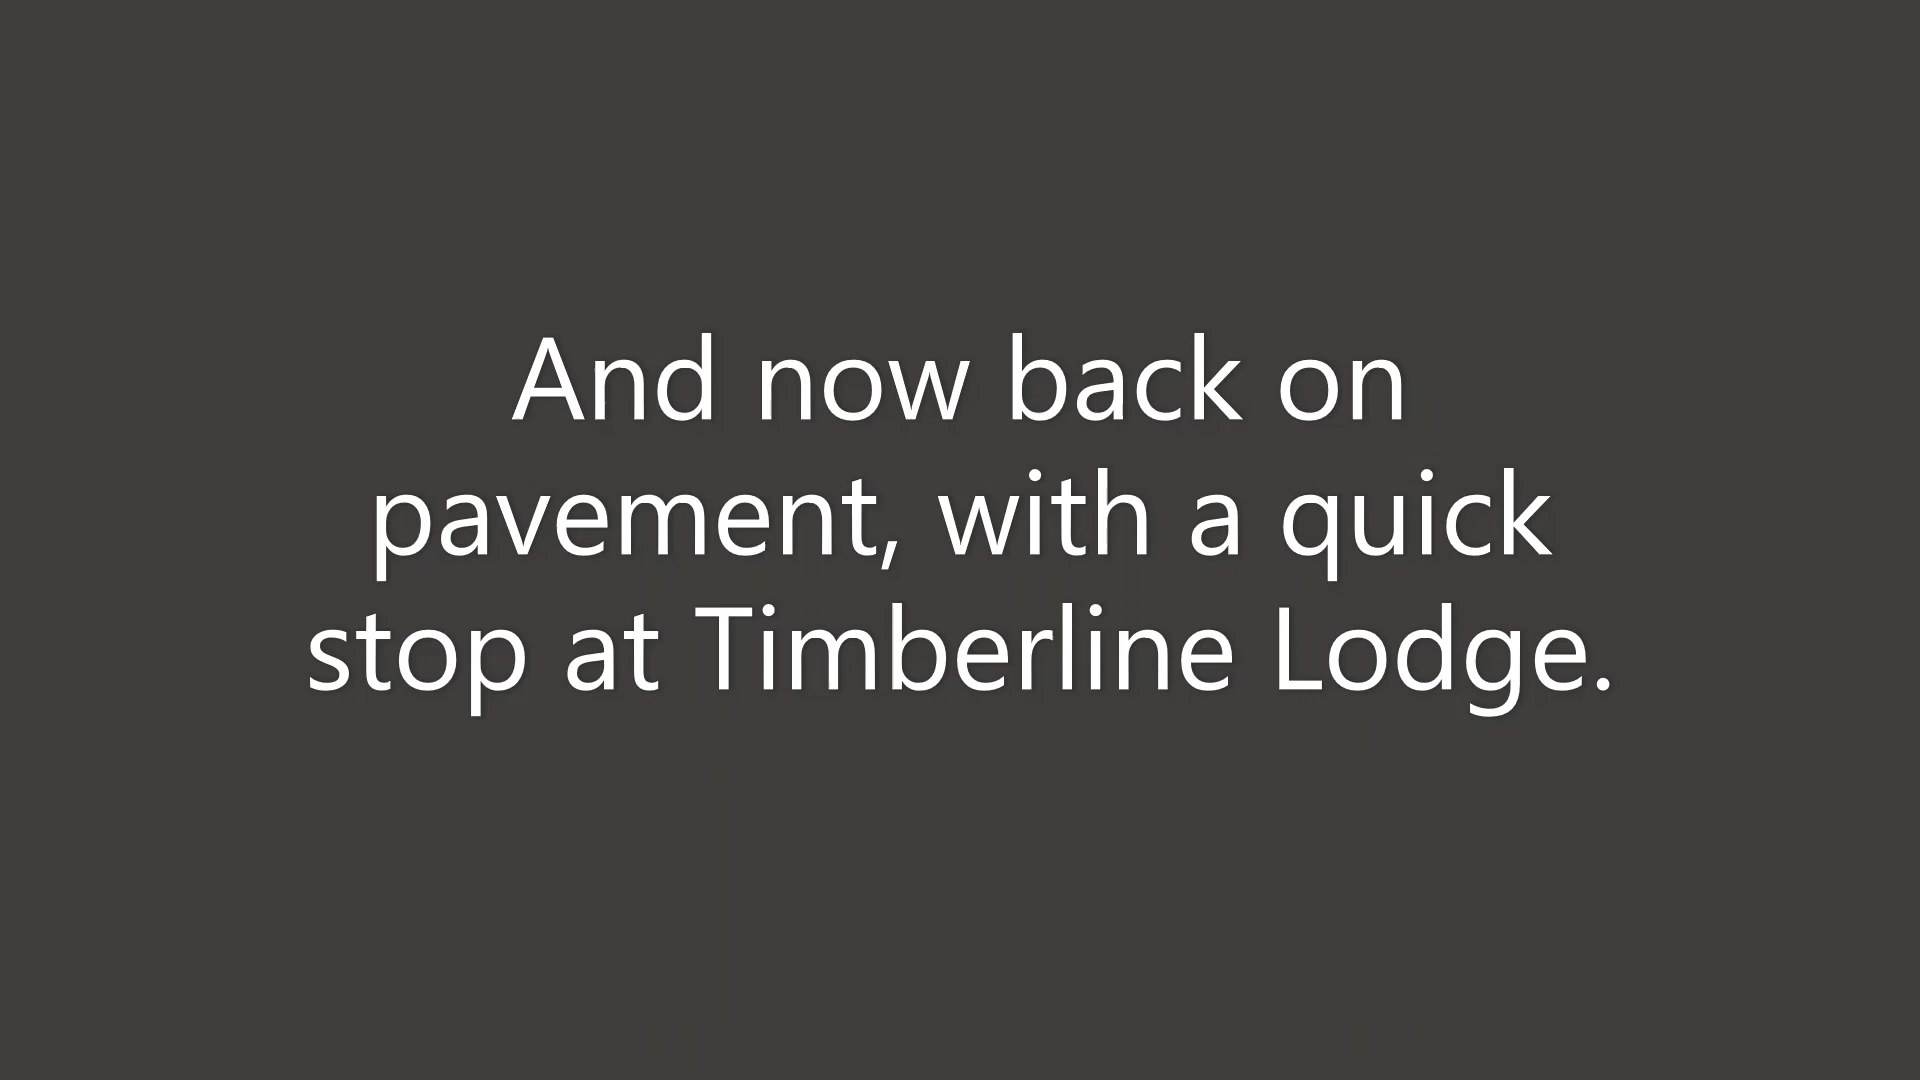 And now back on
pavement, with a quick
stop at Timberline Lodge.